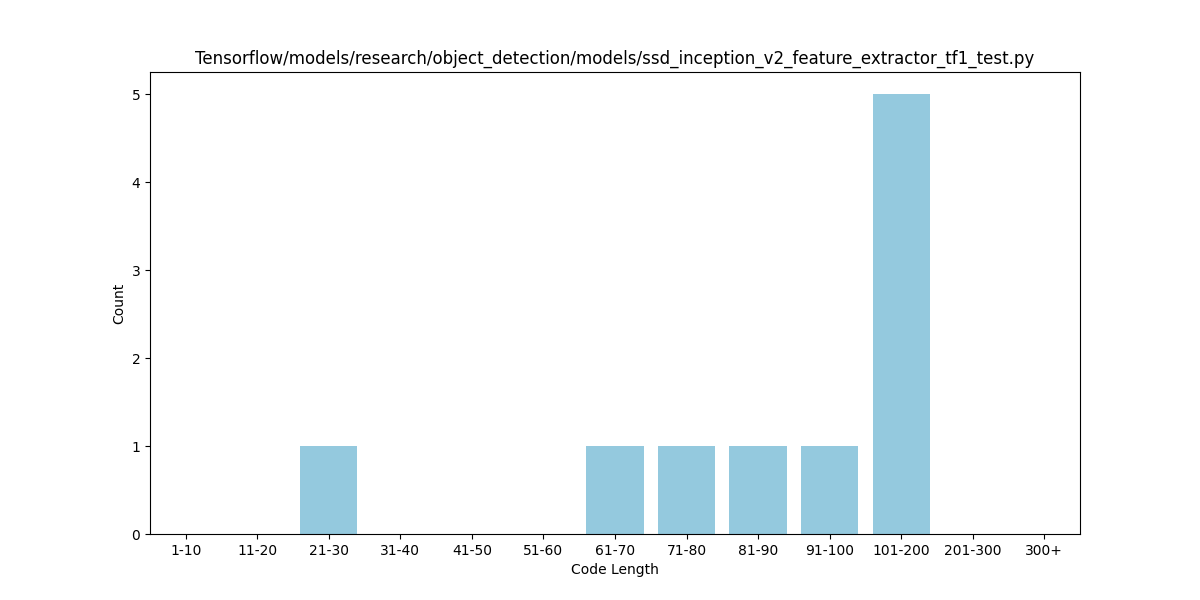 Tensorflow/models/research/object_detection/models/ssd_inception_v2_feature_extractor_tf1_test.py
5
4
3
2
1
0
Count
1-10 11-20 21-30 31-40 41-50 51-60 61-70 71-80 81-90 91-100 101-200 201-300 300+
Code Length